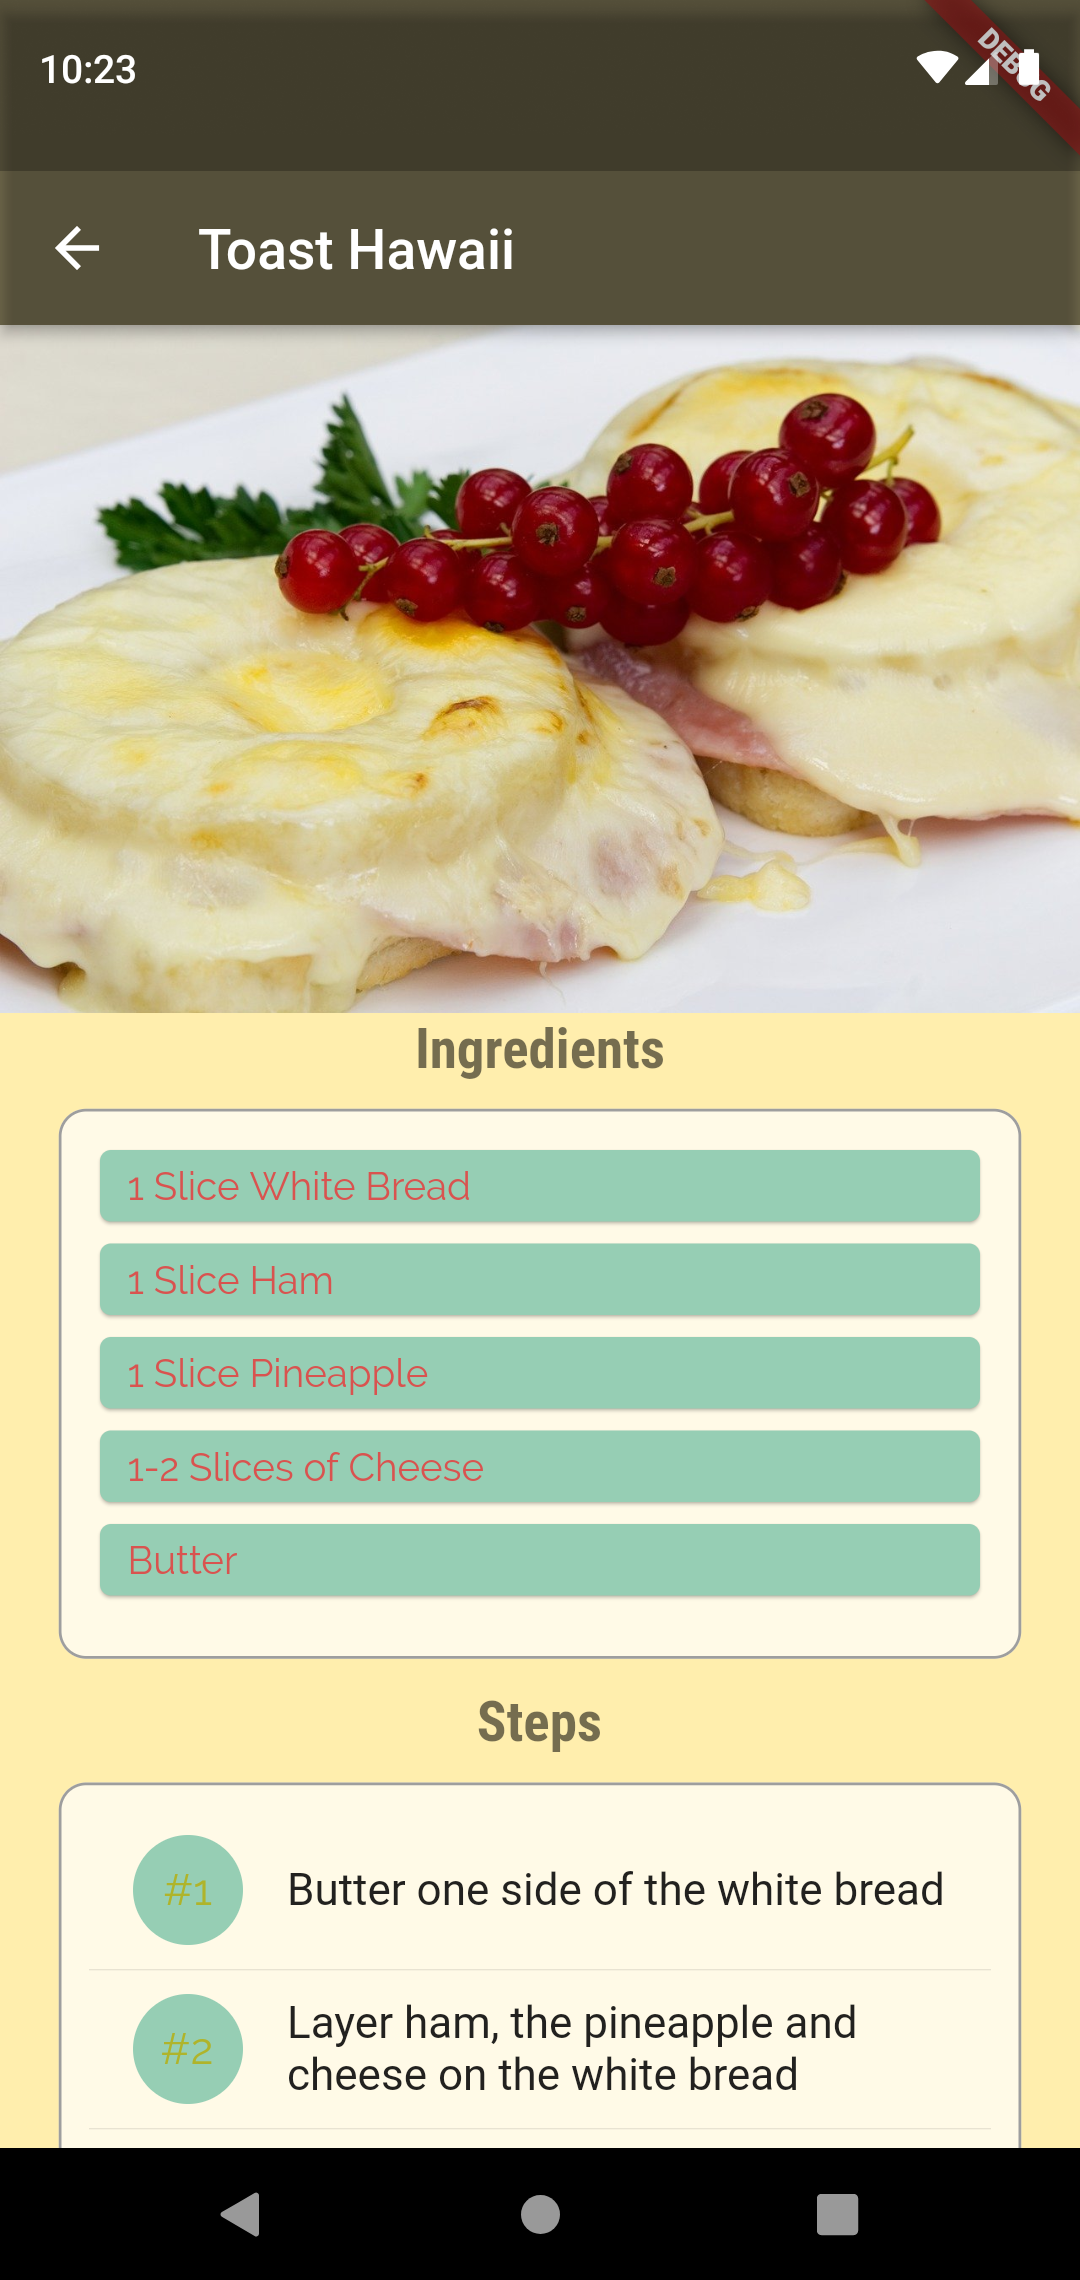 10:23
DEBUG
Toast Hawaii
Ingredients
1 Slice White Bread
1 Slice Ham
1 Slice Pineapple
1-2 Slices of Cheese
Butter
Steps
#1 Butter one side of the white bread
#2 Layer ham, the pineapple and
cheese on the white bread